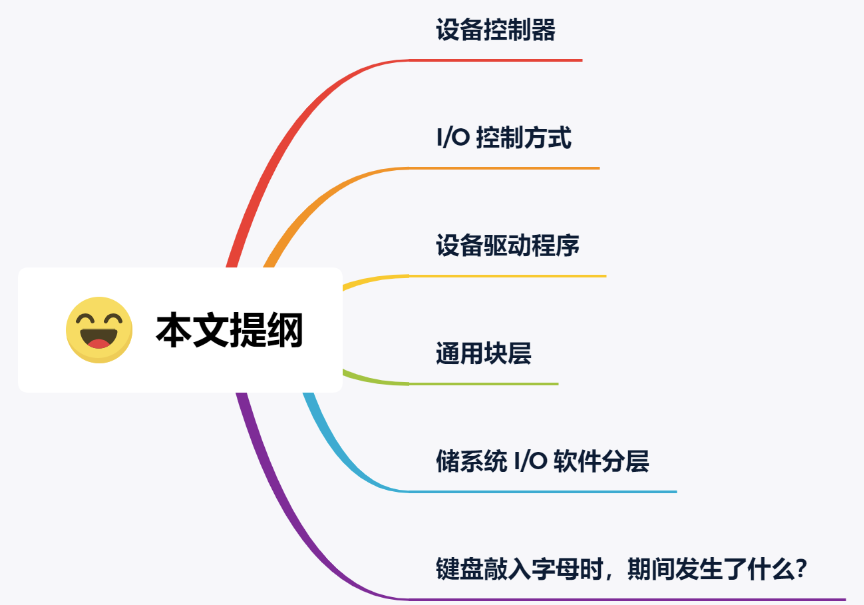 设备控制器
I/O 控制方式
设备驱动程序
本文提纲
通用块层
储系统 I/O 软件分层
键盘敲入字母时，期间发生了什么？